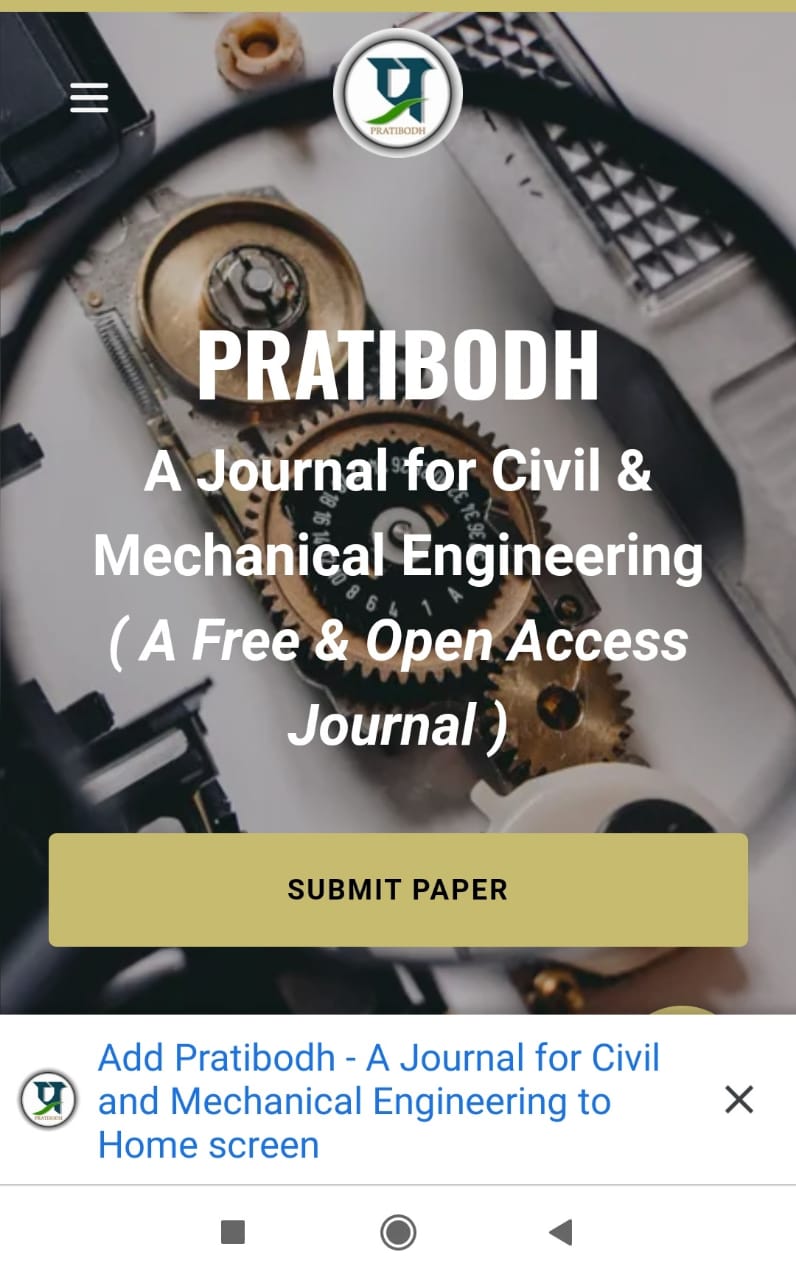 प्र
PRATIBODH
PRATIBODH
A Journal for Civil &
Mechanical Engineering
( A Free & Open Access
Journal )
SUBMIT PAPER
Add Pratibodh - A Journal for Civil
and Mechanical Engineering to
Home screen